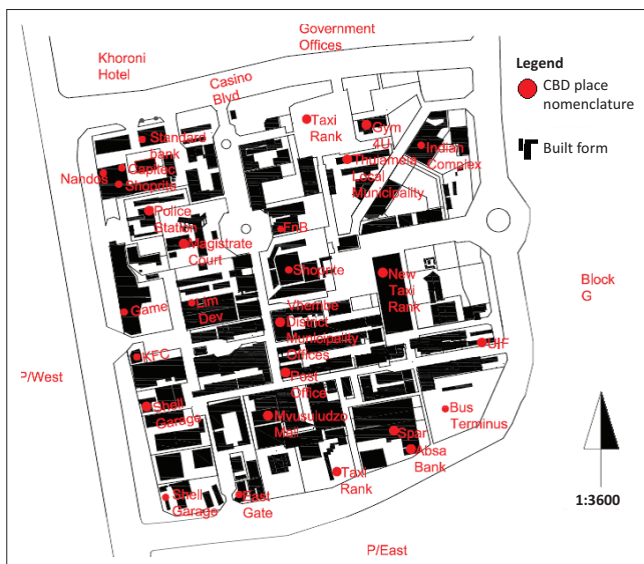 Government
Offices
Khoroni
Hotel
Casino
Blvd
Legend
CBD place
nomenclature
Built form
Taxi
Rank
Gym
4U
Standard
bank
Indian
Complex
Thulamela
Local
Municipality
Capitec
Nandos
Shoprite
Police
Station
FnB
Magistrate
Court
Shoprite
New
Taxi
Rank
Block
G
Game
Lim
Dev
Vhembe
District
Municipality
Offices
KFC
P/West
Post
Office
Shell
Garage
Mvusuludzo
Mall
Bus
Terminus
Spar
Absa
Bank
Taxi
Rank
Shell
Garage
East
Gate
1:3600
P/East